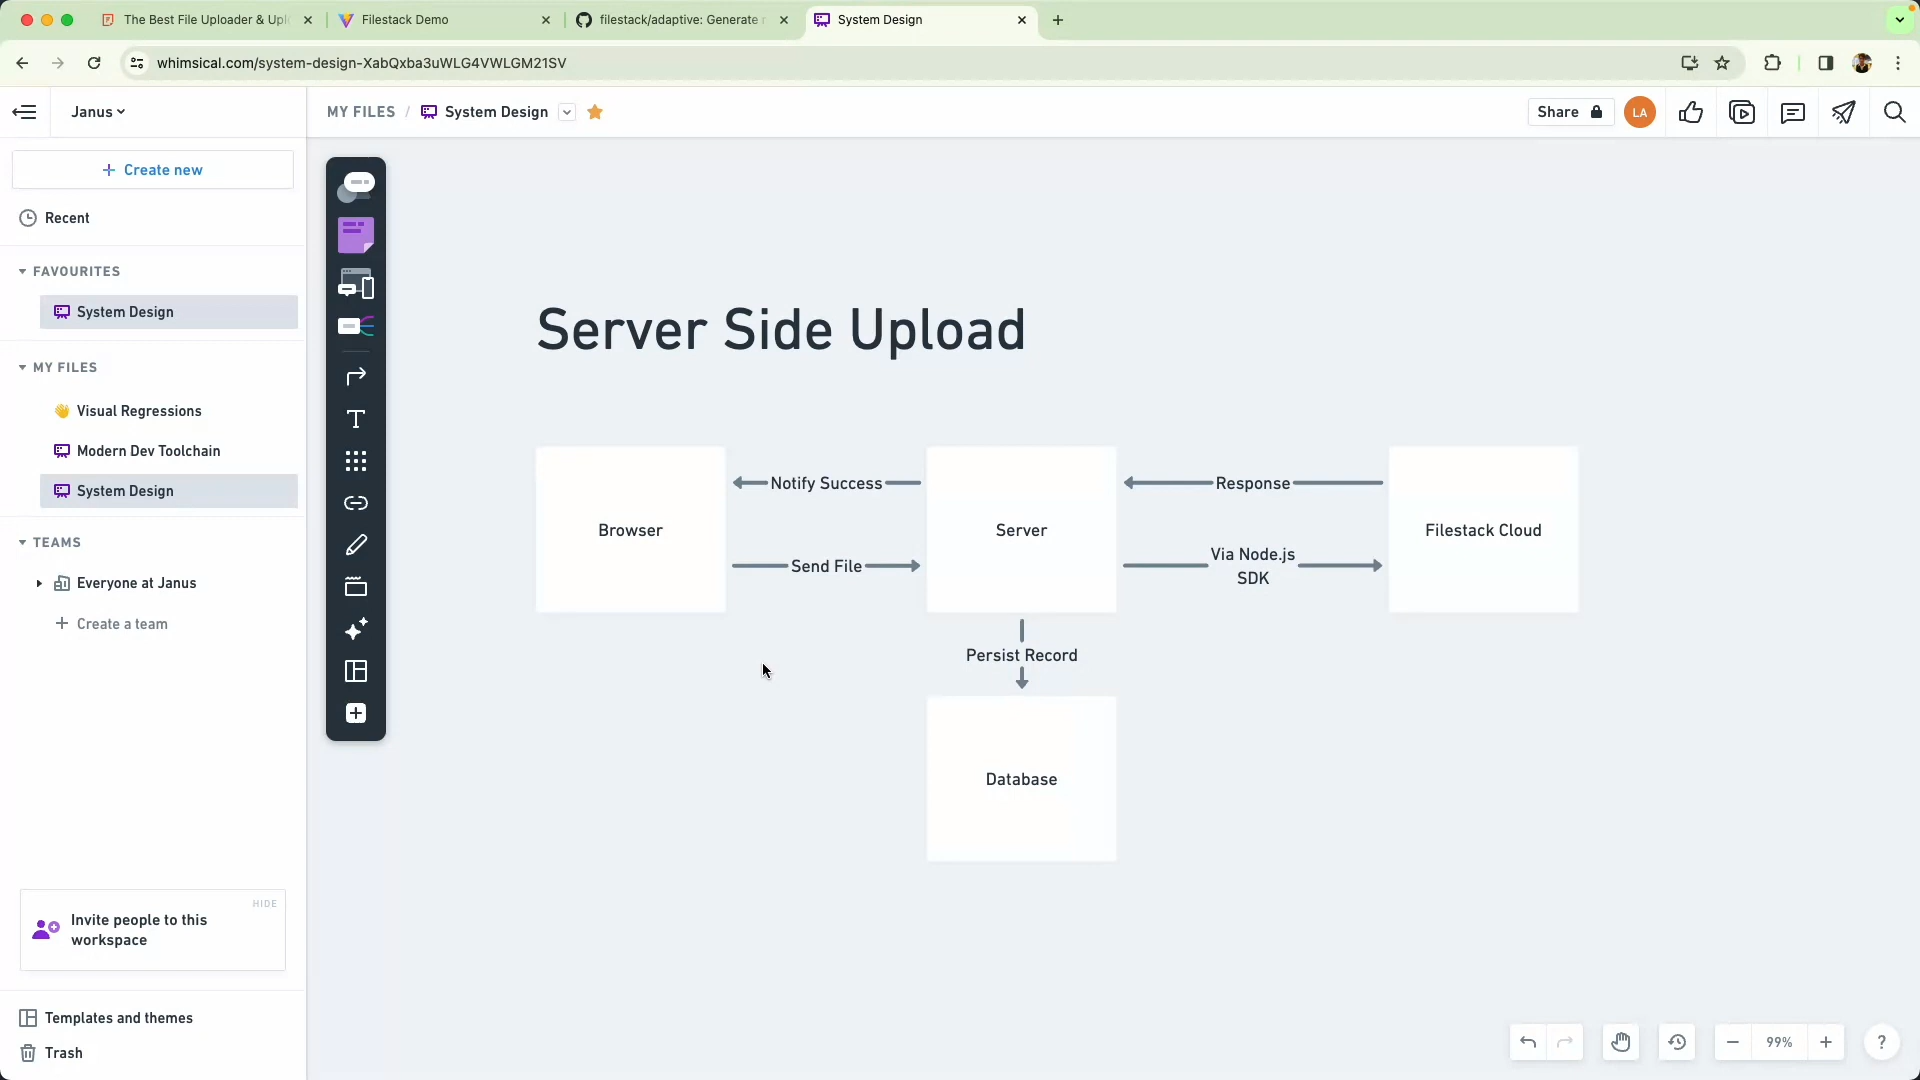 The Best File Uploader & Upl
Filestack Demo
filestack/adaptive: Generate
System Design
whimsical.com/system-design-XabQxba3uWLG4VWLGM21SV
Janus
MY FILES / System Design
Share
LA
+ Create new
Recent
FAVOURITES
System Design
MY FILES
Visual Regressions
Modern Dev Toolchain
System Design
TEAMS
Everyone at Janus
+ Create a team
HIDE
Invite people to this
workspace
Templates and themes
Trash
Server Side Upload
Notify Success
Response
Browser
Server
Filestack Cloud
Send File
Via Node.js
SDK
Persist Record
Database
99%
?